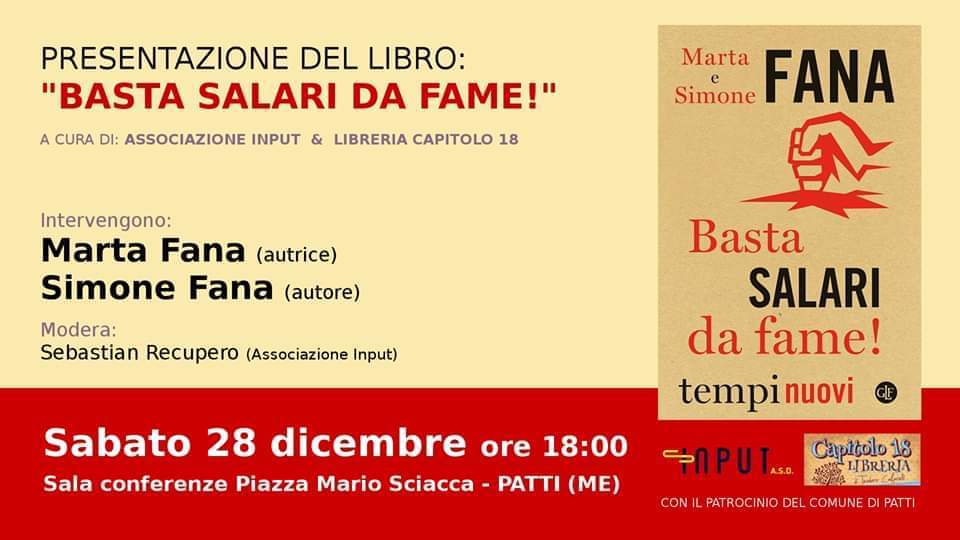 PRESENTAZIONE DEL LIBRO:
"BASTA SALARI DA FAME!"
A CURA DI: ASSOCIAZIONE INPUT & LIBRERIA CAPITOLO 18
Intervengono:
Marta Fana (autrice)
Simone Fana (autore)
Modera:
Sebastian Recupero (Associazione Input)
Sabato 28 dicembre ore 18:00
Sala conferenze Piazza Mario Sciacca - PATTI (ME)
Marta
e
Simone
FANA
Basta
SALARI
da fame!
tempi nuovi
GLF
INPUT A.S.D.
Capitolo 18
LIBRERIA
CON IL PATROCINIO DEL COMUNE DI PATTI